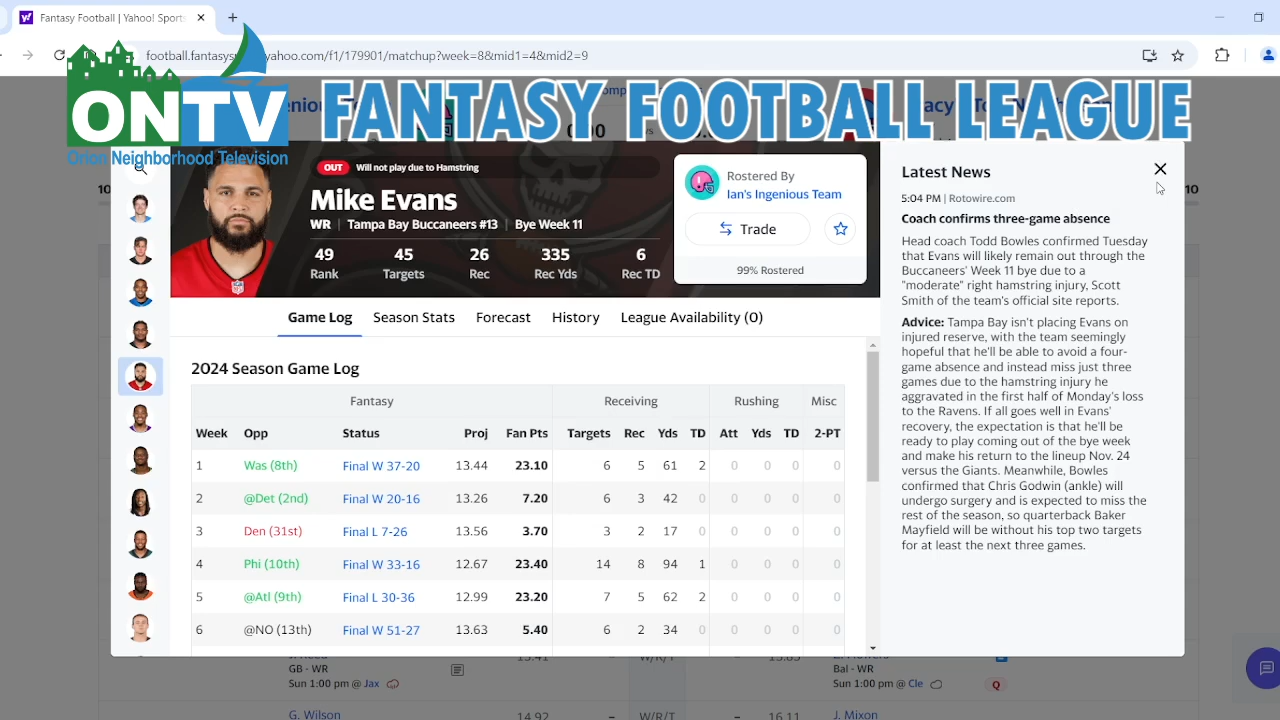 Fantasy Football | Yahoo! Sports
football.fantasys yahoo.com/f1/179901/matchup?week=8&mid1=4&mid2=9
ONTV
Orion Neighborhood Television
FANTASY FOOTBALL LEAGUE
OUT Will not play due to Hamstring
Mike Evans
WR | Tampa Bay Buccaneers #13 | Bye Week 11
49 45 26 335 6
Rank Targets Rec Rec Yds Rec TD
Rostered By
Ian's Ingenious Team
Trade
99% Rostered
Game Log Season Stats Forecast History League Availability (0)
2024 Season Game Log
Fantasy Receiving Rushing Misc
Week Opp Status Proj Fan Pts Targets Rec Yds TD Att Yds TD 2-PT
1 Was (8th) Final W 37-20 13.44 23.10 6 5 61 2 0 0 0 0
2 @Det (2nd) Final W 20-16 13.26 7.20 6 3 42 0 0 0 0 0
3 Den (31st) Final L 7-26 13.56 3.70 3 2 17 0 0 0 0 0
4 Phi (10th) Final W 33-16 12.67 23.40 14 8 94 1 0 0 0 0
5 @Atl (9th) Final L 30-36 12.99 23.20 7 5 62 2 0 0 0 0
6 @NO (13th) Final W 51-27 13.63 5.40 6 2 34 0 0 0 0 0
Latest News
5:04 PM | Rotowire.com
Coach confirms three-game absence
Head coach Todd Bowles confirmed Tuesday
that Evans will likely remain out through the
Buccaneers' Week 11 bye due to a
"moderate" right hamstring injury, Scott
Smith of the team's official site reports.
Advice: Tampa Bay isn't placing Evans on
injured reserve, with the team seemingly
hopeful that he'll be able to avoid a four-
game absence and instead miss just three
games due to the hamstring injury he
aggravated in the first half of Monday's loss
to the Ravens. If all goes well in Evans'
recovery, the expectation is that he'll be
ready to play coming out of the bye week
and make his return to the lineup Nov. 24
versus the Giants. Meanwhile, Bowles
confirmed that Chris Godwin (ankle) will
undergo surgery and is expected to miss the
rest of the season, so quarterback Baker
Mayfield will be without his top two targets
for at least the next three games.
10
10
W/R/T
GB - WR
Sun 1:00 pm @ Jax
Bal - WR
Sun 1:00 pm @ Cle Q
G. Wilson 14.92 – W/R/T – 16.11 J. Mixon